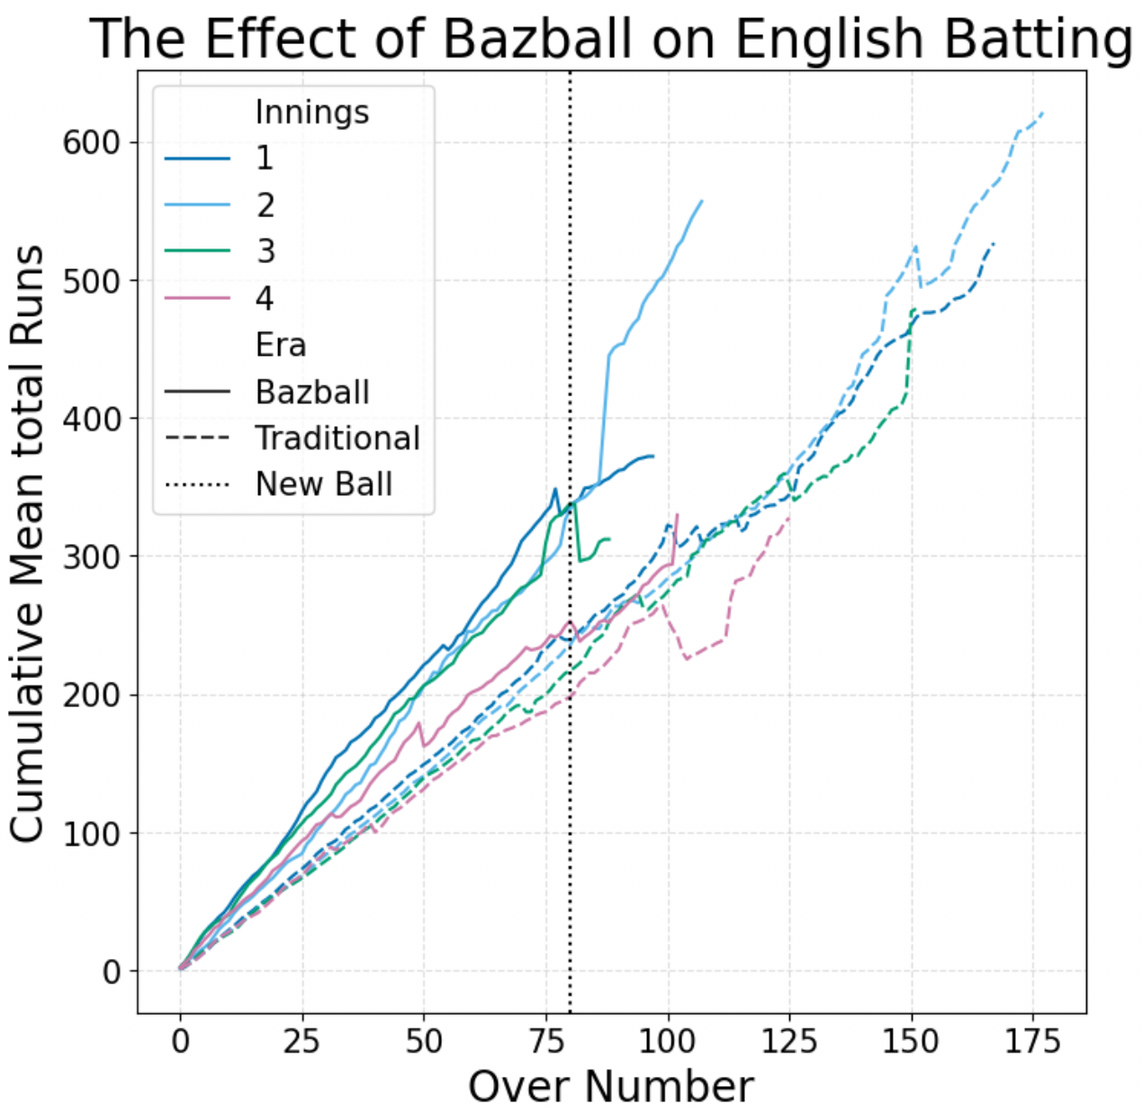 The Effect of Bazball on English Batting
Innings
1
2
3
4
Era
Bazball
Traditional
New Ball
Cumulative Mean total Runs
600
500
400
300
200
100
0
0 25 50 75 100 125 150 175
Over Number